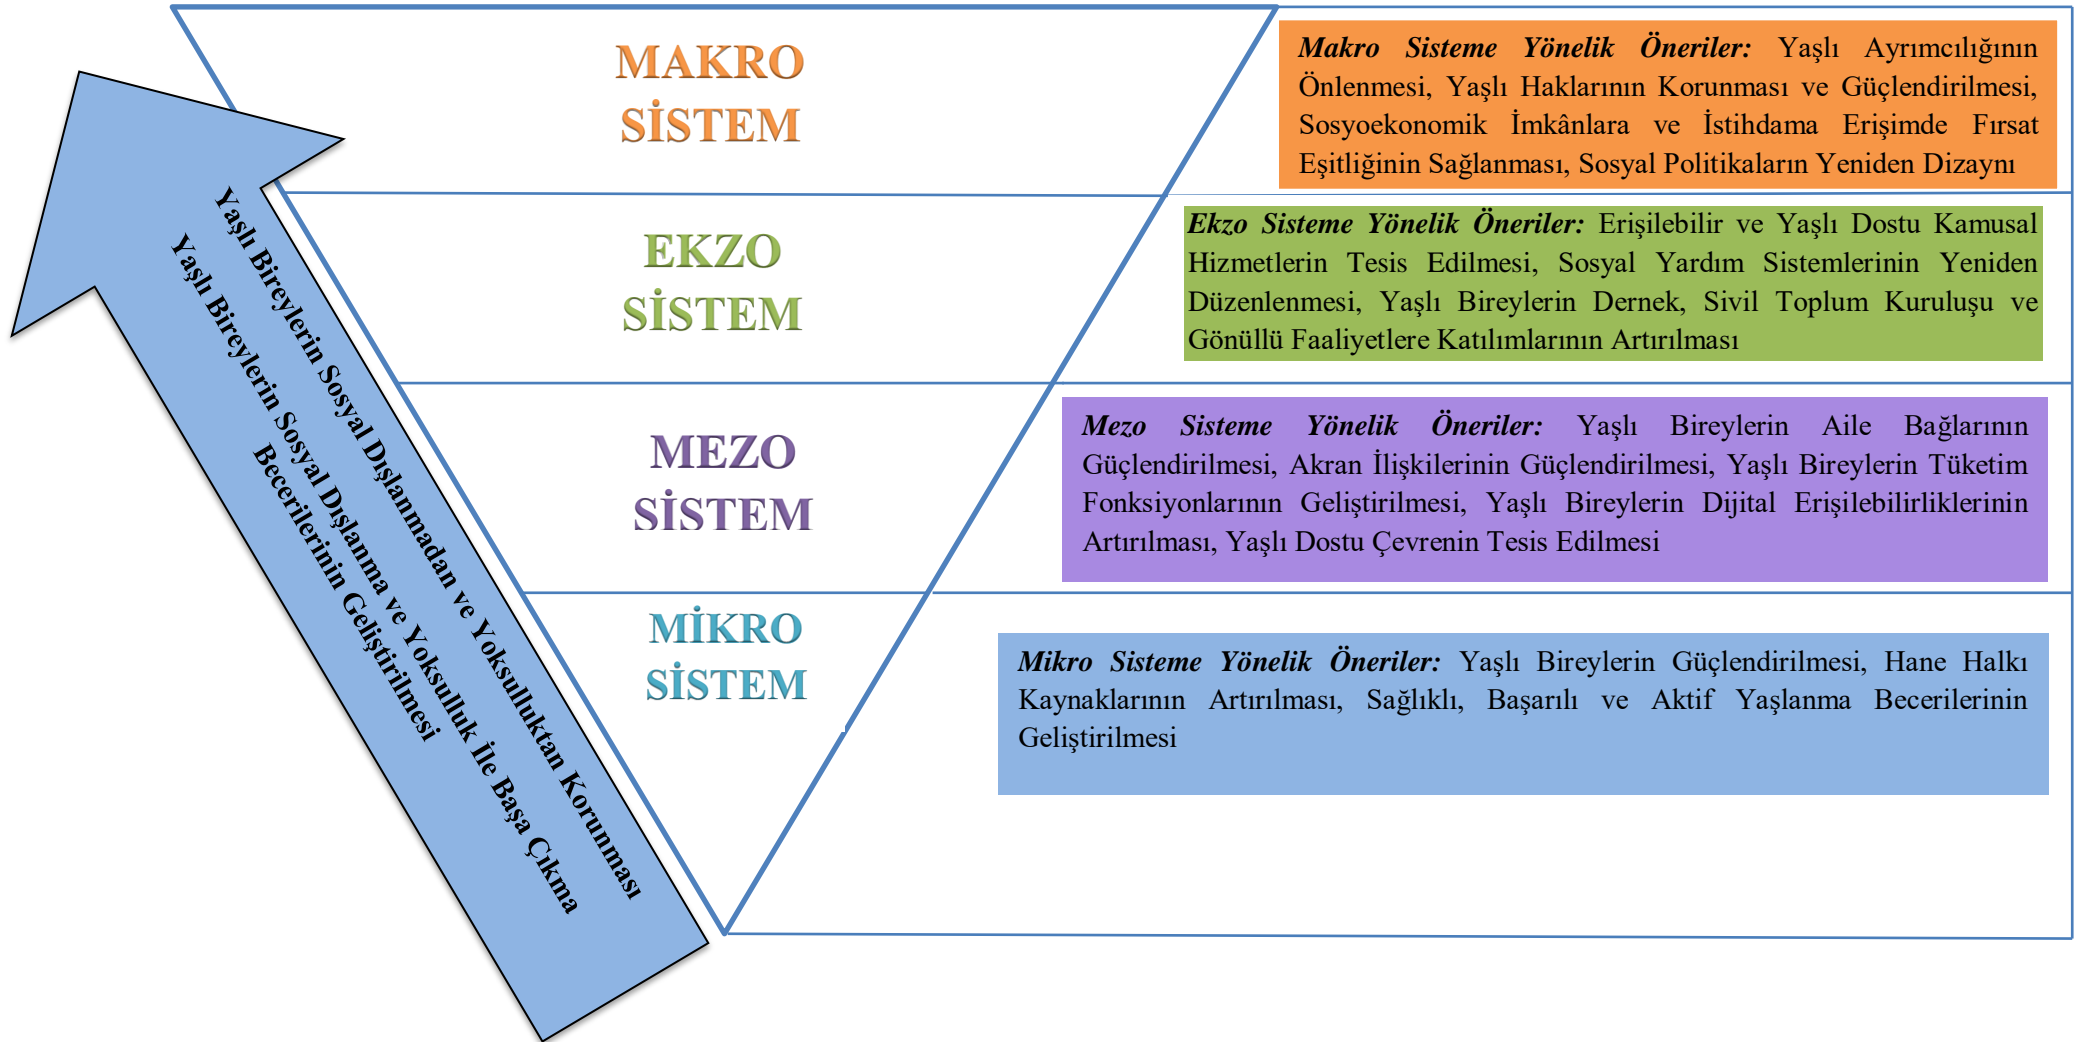 MAKRO
SİSTEM
Makro Sisteme Yönelik Öneriler: Yaşlı Ayrımcılığının
Önlenmesi, Yaşlı Haklarının Korunması ve Güçlendirilmesi,
Sosyoekonomik İmkânlara ve İstihdama Erişimde Fırsat
Eşitliğinin Sağlanması, Sosyal Politikaların Yeniden Dizaynı
EKZO
SİSTEM
Ekzo Sisteme Yönelik Öneriler: Erişilebilir ve Yaşlı Dostu Kamusal
Hizmetlerin Tesis Edilmesi, Sosyal Yardım Sistemlerinin Yeniden
Düzenlenmesi, Yaşlı Bireylerin Dernek, Sivil Toplum Kuruluşu ve
Gönüllü Faaliyetlere Katılımlarının Artırılması
MEZO
SİSTEM
Mezo Sisteme Yönelik Öneriler: Yaşlı Bireylerin Aile Bağlarının
Güçlendirilmesi, Akran İlişkilerinin Güçlendirilmesi, Yaşlı Bireylerin Tüketim
Fonksiyonlarının Geliştirilmesi, Yaşlı Bireylerin Dijital Erişilebilirliklerinin
Artırılması, Yaşlı Dostu Çevrenin Tesis Edilmesi
MİKRO
SİSTEM
Mikro Sisteme Yönelik Öneriler: Yaşlı Bireylerin Güçlendirilmesi, Hane Halkı
Kaynaklarının Artırılması, Sağlıklı, Başarılı ve Aktif Yaşlanma Becerilerinin
Geliştirilmesi
Yaşlı Bireylerin Sosyal Dışlanmadan ve Yoksulluktan Korunması
Yaşlı Bireylerin Sosyal Dışlanma ve Yoksulluk İle Başa Çıkma
Becerilerinin Geliştirilmesi